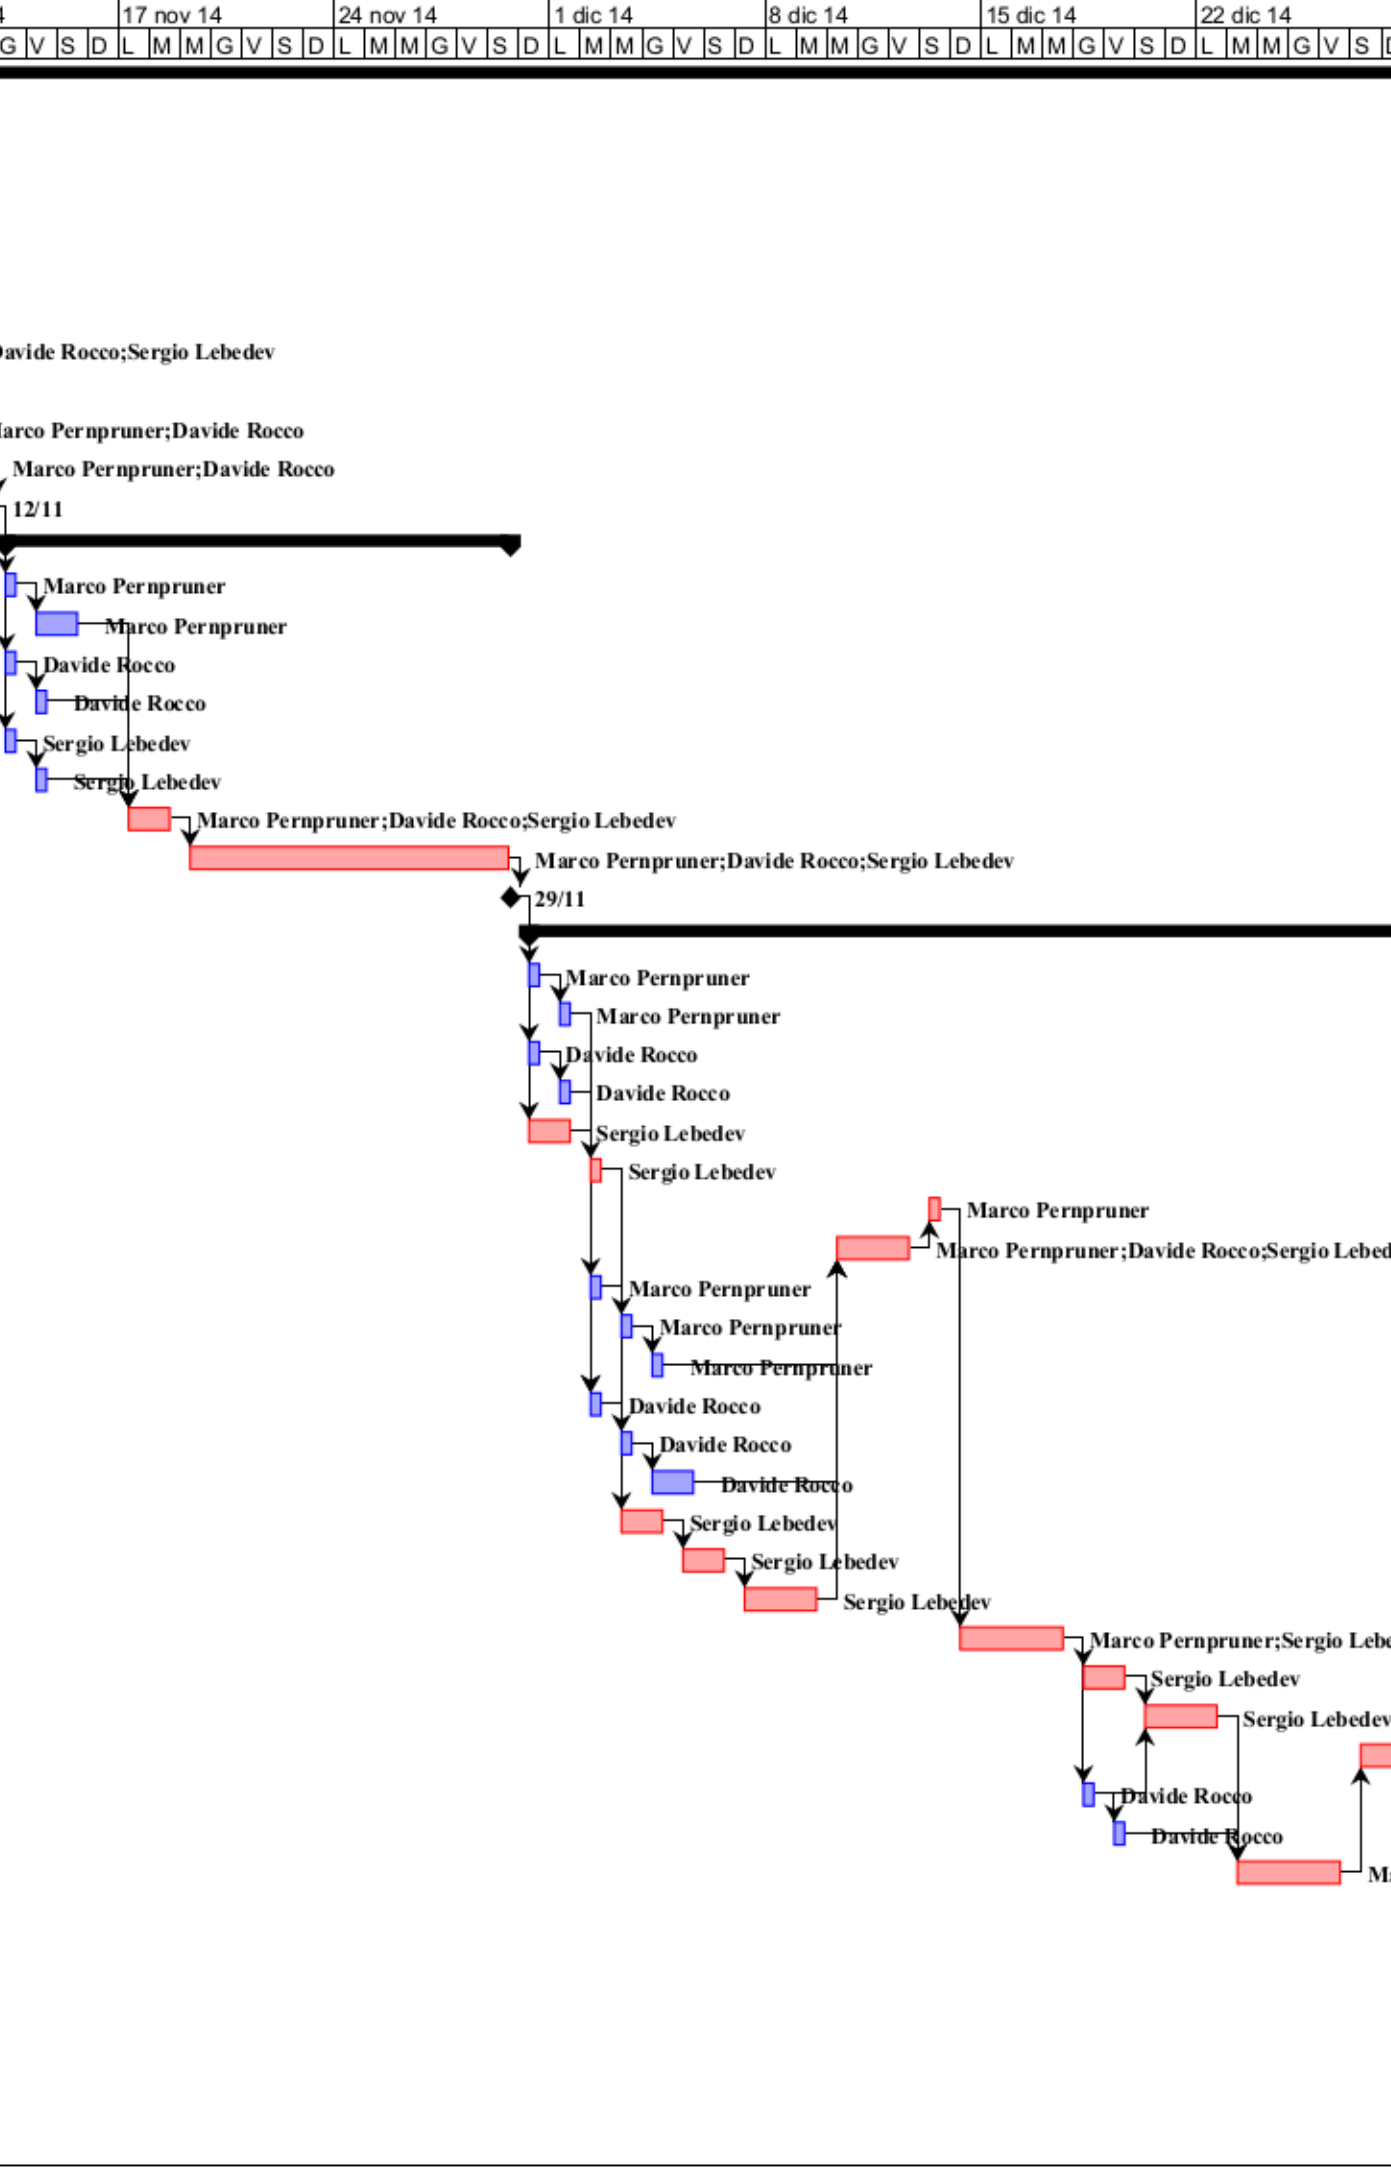 4 17 nov 14 24 nov 14 1 dic 14 8 dic 14 15 dic 14 22 dic 14
G V S D L M M G V S D L M M G V S D L M M G V S D L M M G V S D L M M G V S D L M M G V S D
Davide Rocco;Sergio Lebedev
Marco Pernpruner;Davide Rocco
Marco Pernpruner;Davide Rocco
12/11
Marco Pernpruner
Marco Pernpruner
Davide Rocco
Davide Rocco
Sergio Lebedev
Sergio Lebedev
Marco Pernpruner;Davide Rocco;Sergio Lebedev
Marco Pernpruner;Davide Rocco;Sergio Lebedev
29/11
Marco Pernpruner
Marco Pernpruner
Davide Rocco
Davide Rocco
Sergio Lebedev
Sergio Lebedev
Marco Pernpruner
Marco Pernpruner;Davide Rocco;Sergio Lebed
Marco Pernpruner
Marco Pernpruner
Marco Pernpruner
Davide Rocco
Davide Rocco
Davide Rocco
Sergio Lebedev
Sergio Lebedev
Sergio Lebedev
Marco Pernpruner;Sergio Lebe
Sergio Lebedev
Sergio Lebedev
Davide Rocco
Davide Rocco
Ma